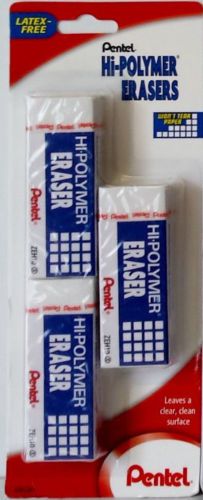 LATEX-
FREE
Pentel
HI-POLYMER®
ERASERS
WON'T TEAR
PAPER
HI-POLYMER
ERASER
Pentel
HI-POLYMER
ERASER
Pentel
HI-POLYMER
ERASER
Pentel
Leaves a
clear, clean
surface
Pentel